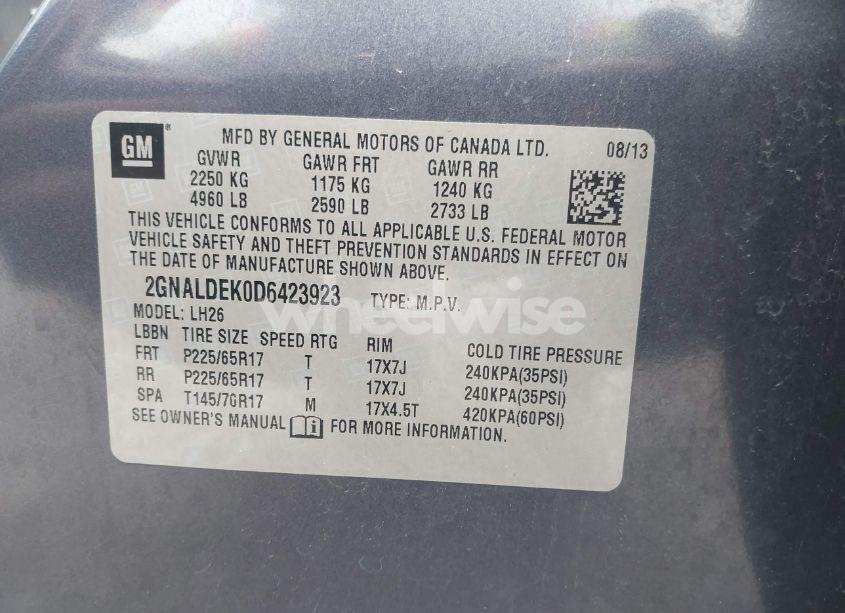 GM®
MFD BY GENERAL MOTORS OF CANADA LTD. 08/13
GVWR GAWR FRT GAWR RR
2250 KG 1175 KG 1240 KG
4960 LB 2590 LB 2733 LB
THIS VEHICLE CONFORMS TO ALL APPLICABLE U.S. FEDERAL MOTOR
VEHICLE SAFETY AND THEFT PREVENTION STANDARDS IN EFFECT ON
THE DATE OF MANUFACTURE SHOWN ABOVE.
2GNALDEK0D6423923 TYPE: M.P.V.
wheelwise
MODEL: LH26
LBBN TIRE SIZE SPEED RTG RIM COLD TIRE PRESSURE
FRT P225/65R17 T 17X7J 240KPA(35PSI)
RR P225/65R17 T 17X7J 240KPA(35PSI)
SPA T145/70R17 M 17X4.5T 420KPA(60PSI)
SEE OWNER'S MANUAL i FOR MORE INFORMATION.